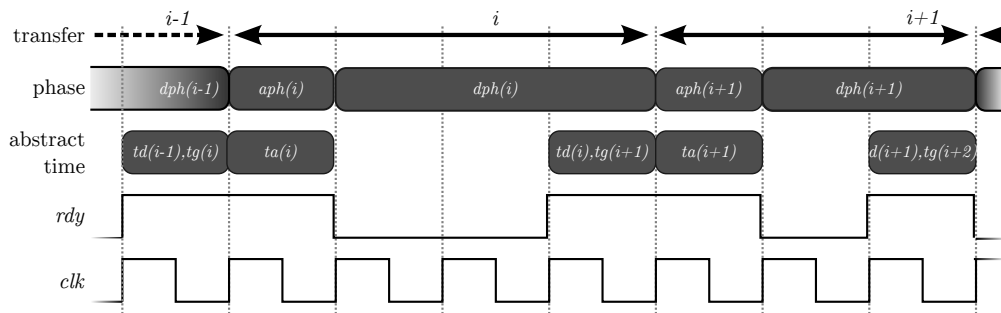 transfer i-1 i i+1
phase dph(i-1) aph(i) dph(i) aph(i+1) dph(i+1)
abstract
time td(i-1),tg(i) ta(i) td(i),tg(i+1) ta(i+1) d(i+1),tg(i+2)
rdy
clk